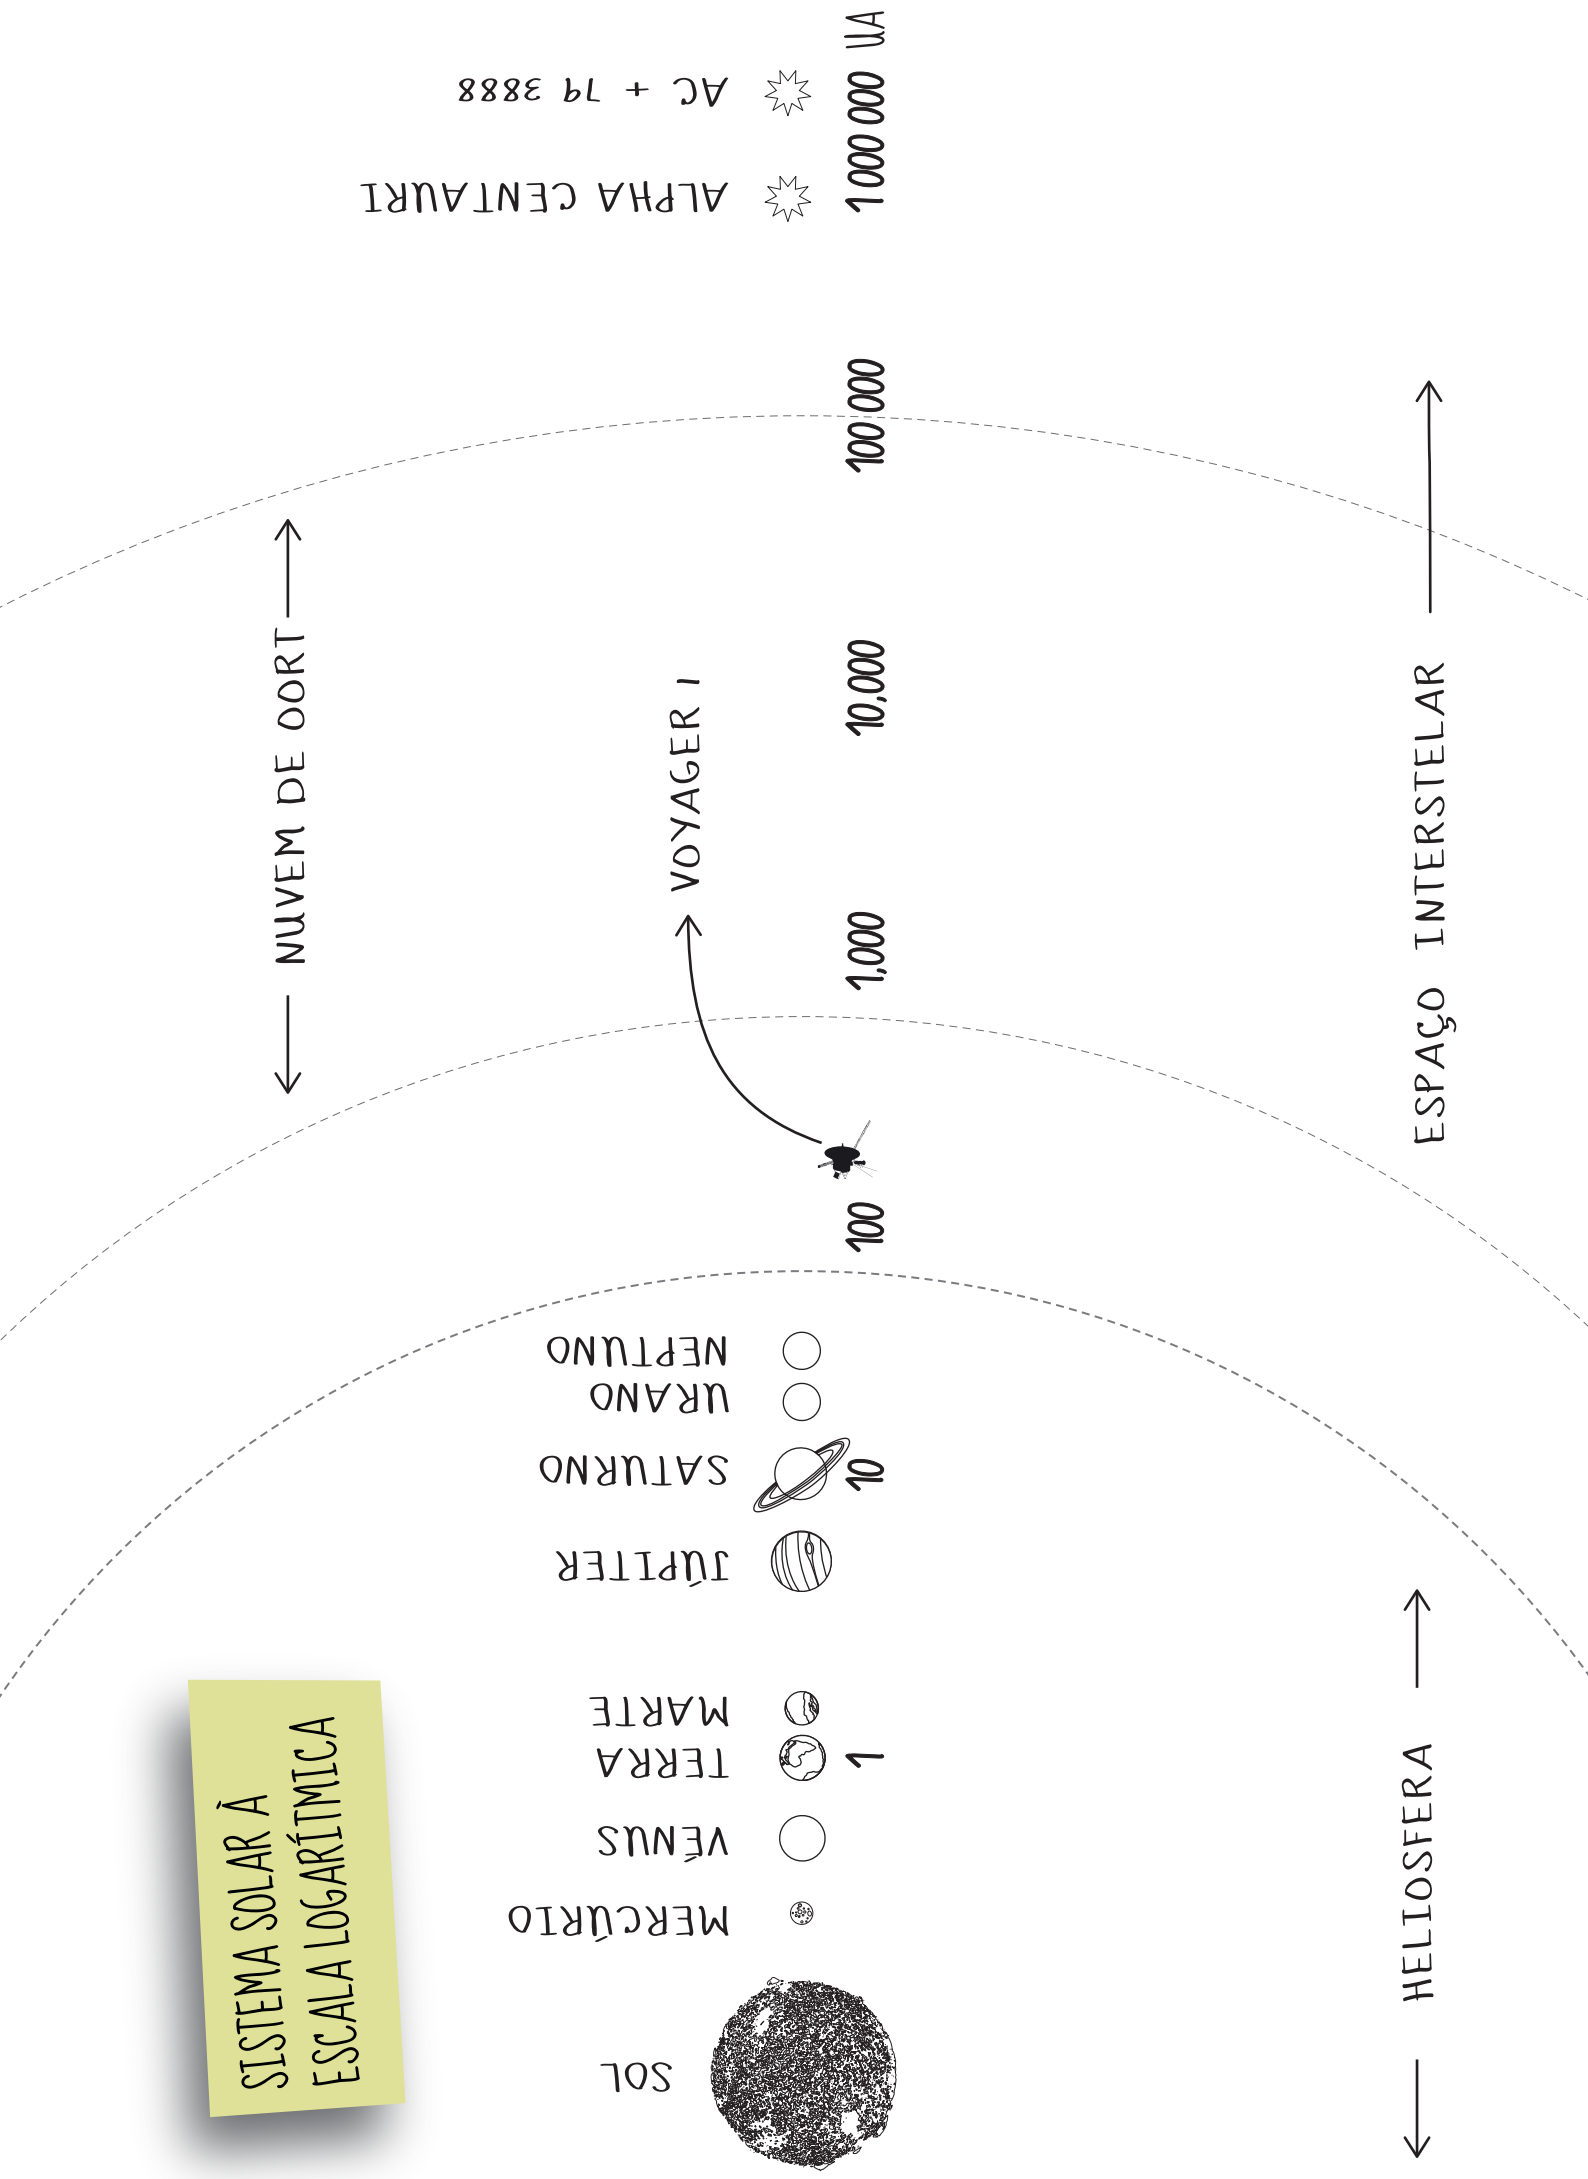 SISTEMA SOLAR À
ESCALA LOGARÍTMICA
SOL
MERCÚRIO
VÉNUS
TERRA
MARTE
JÚPITER
SATURNO
URANO
NEPTUNO
VOYAGER 1
NUVEM DE OORT
ALPHA CENTAURI
AC + 79 3888
1
10
100
1,000
10,000
100 000
1 000 000 UA
HELIOSFERA
ESPAÇO INTERSTELAR